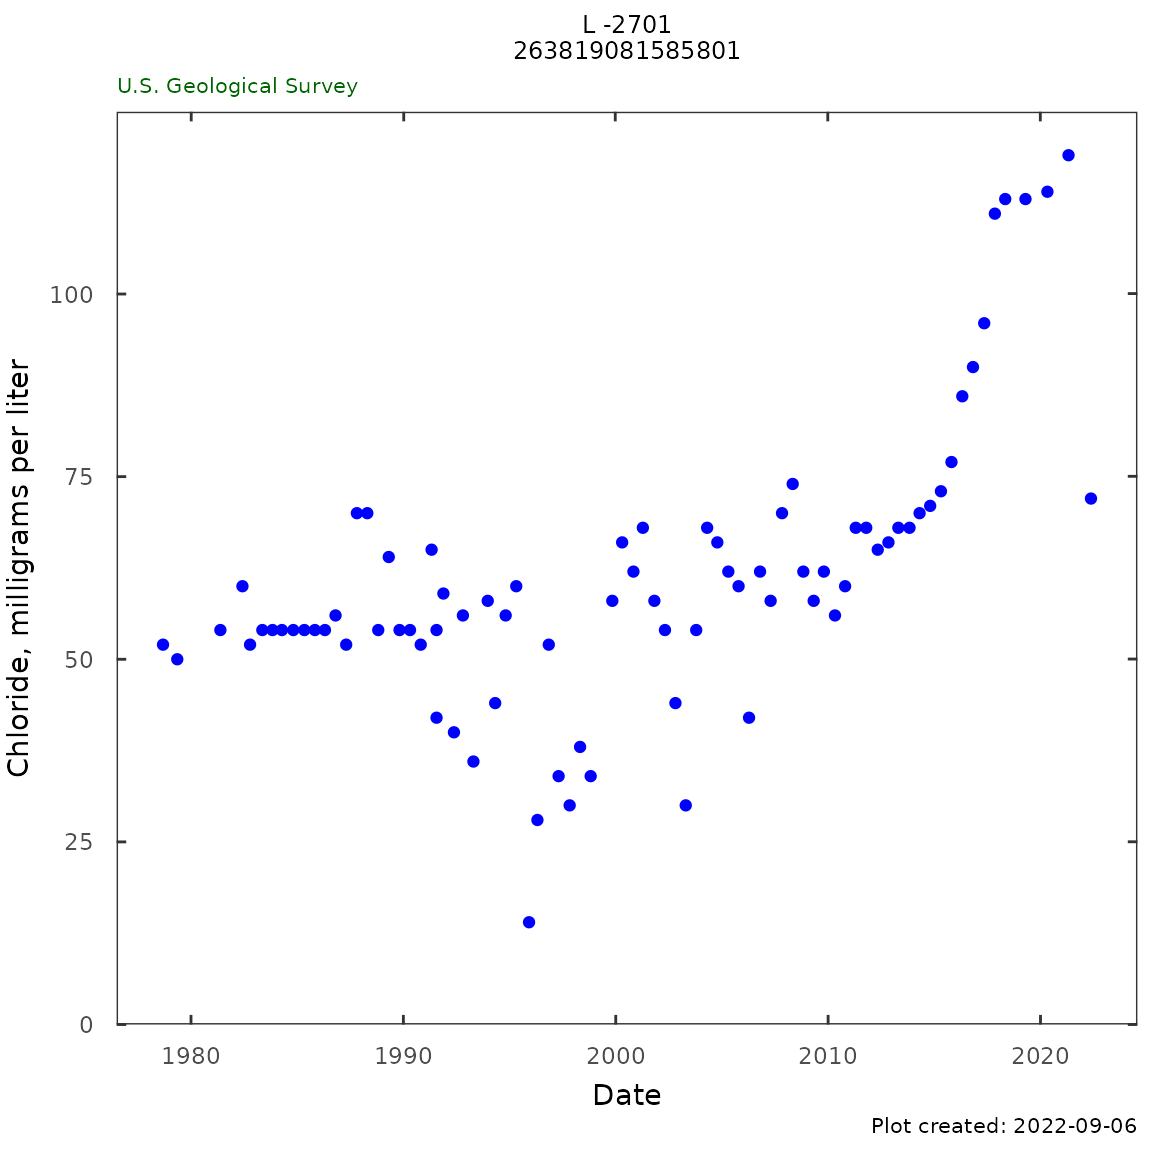 L -2701
263819081585801
U.S. Geological Survey
Chloride, milligrams per liter
100
75
50
25
0
1980 1990 2000 2010 2020
Date
Plot created: 2022-09-06